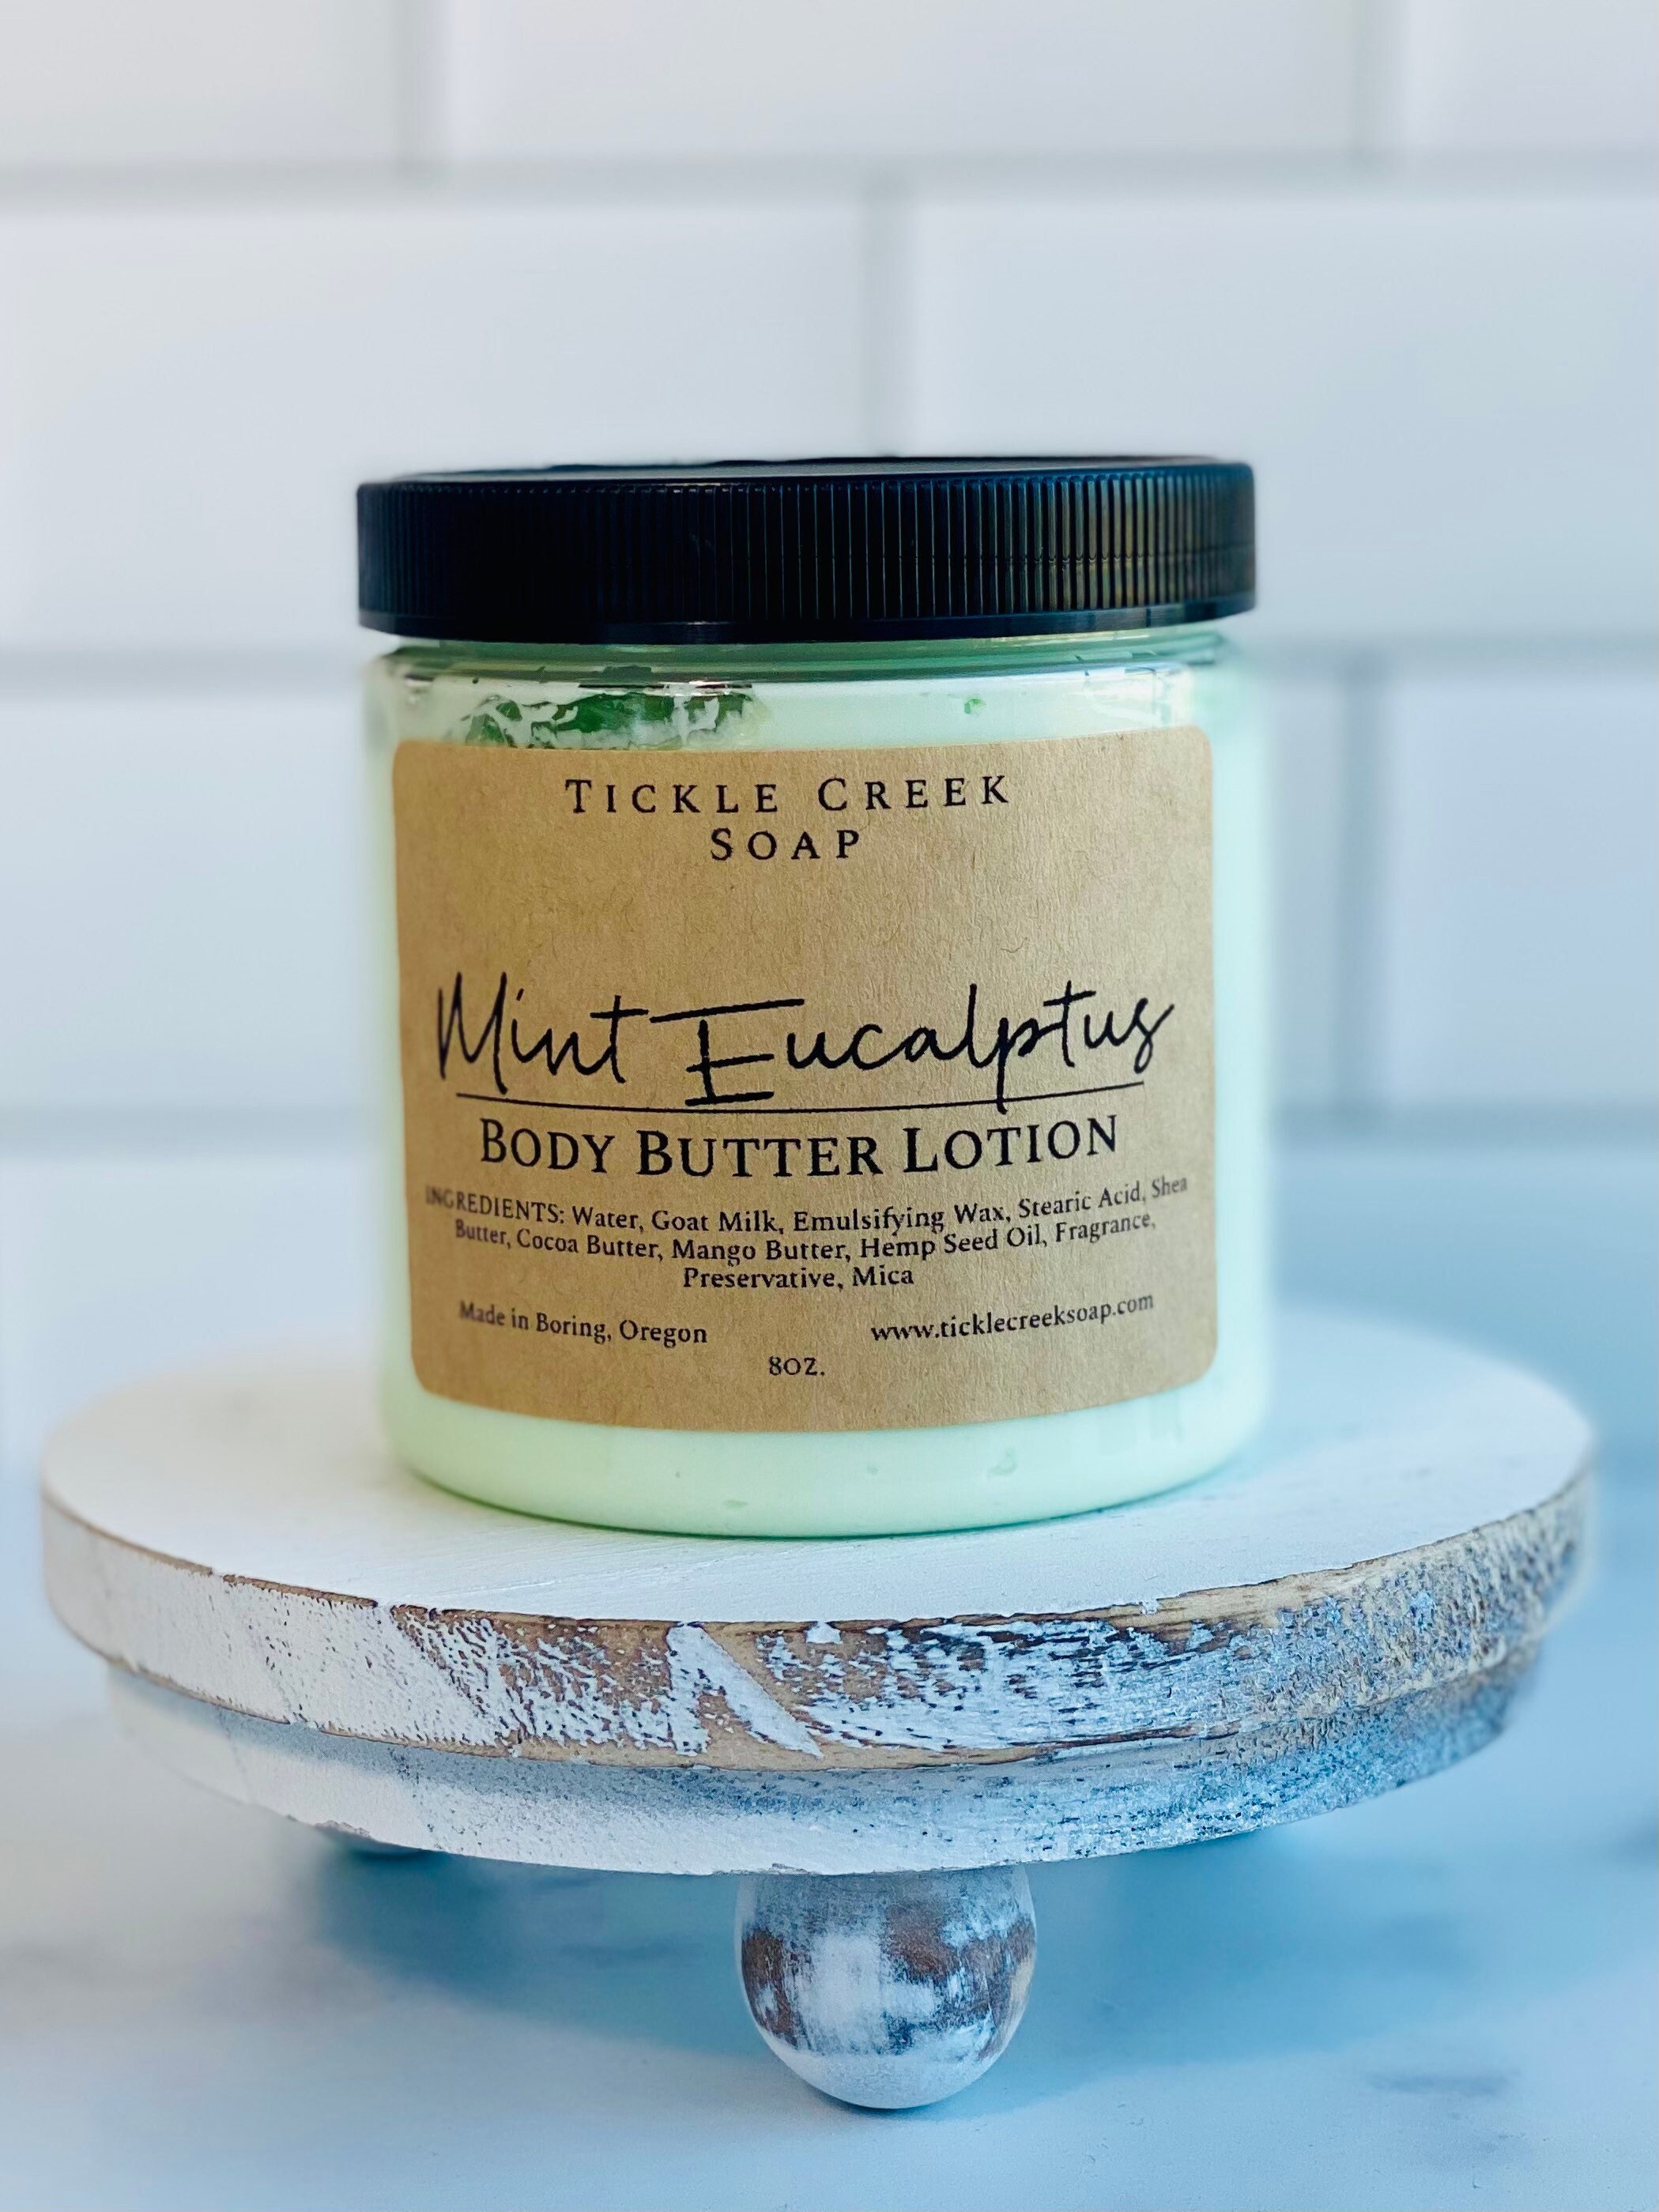 TICKLE CREEK
SOAP
Mint Eucalptus
BODY BUTTER LOTION
INGREDIENTS: Water, Goat Milk, Emulsifying Wax, Stearic Acid, Shea
Butter, Cocoa Butter, Mango Butter, Hemp Seed Oil, Fragrance,
Preservative, Mica
Made in Boring, Oregon
www.ticklecreeksoap.com
8OZ.